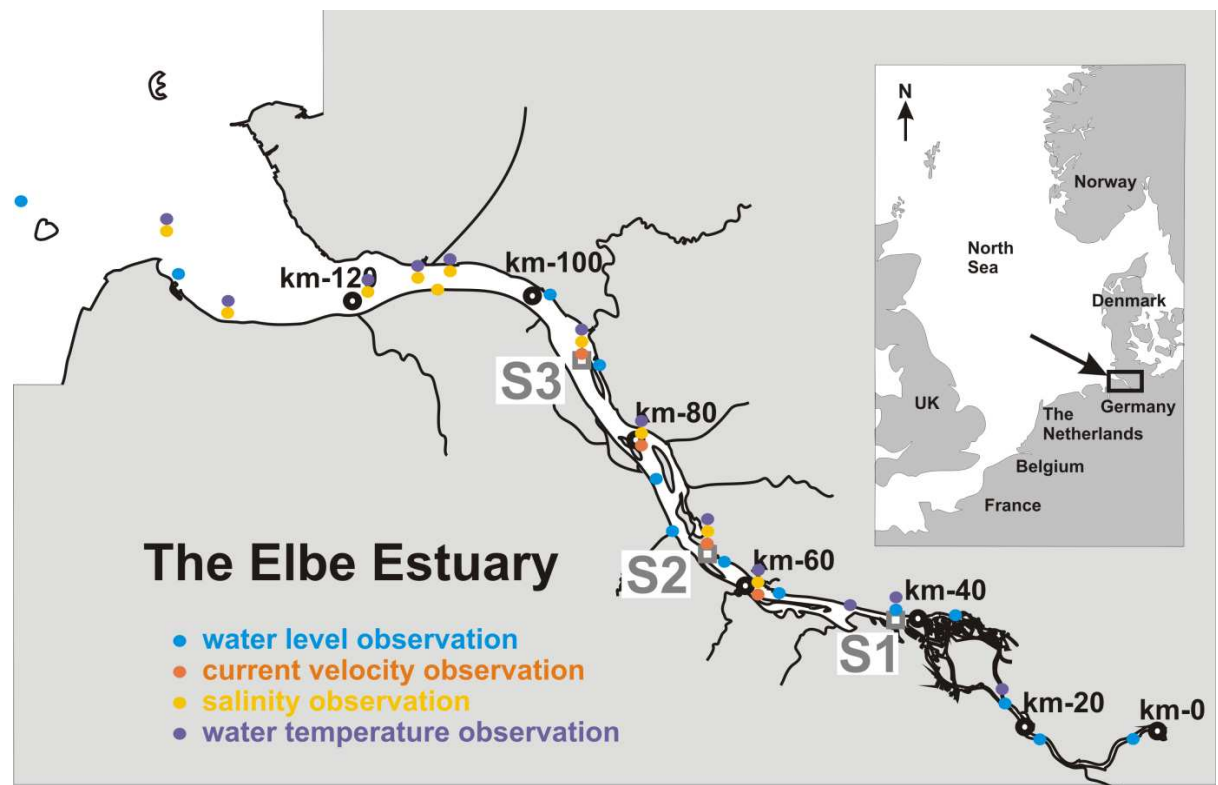 N
Norway
North
Sea
Denmark
UK
Germany
The
Netherlands
Belgium
France
km-120
km-100
S3
km-80
km-60
S2
km-40
S1
km-20
km-0
The Elbe Estuary
water level observation
current velocity observation
salinity observation
water temperature observation